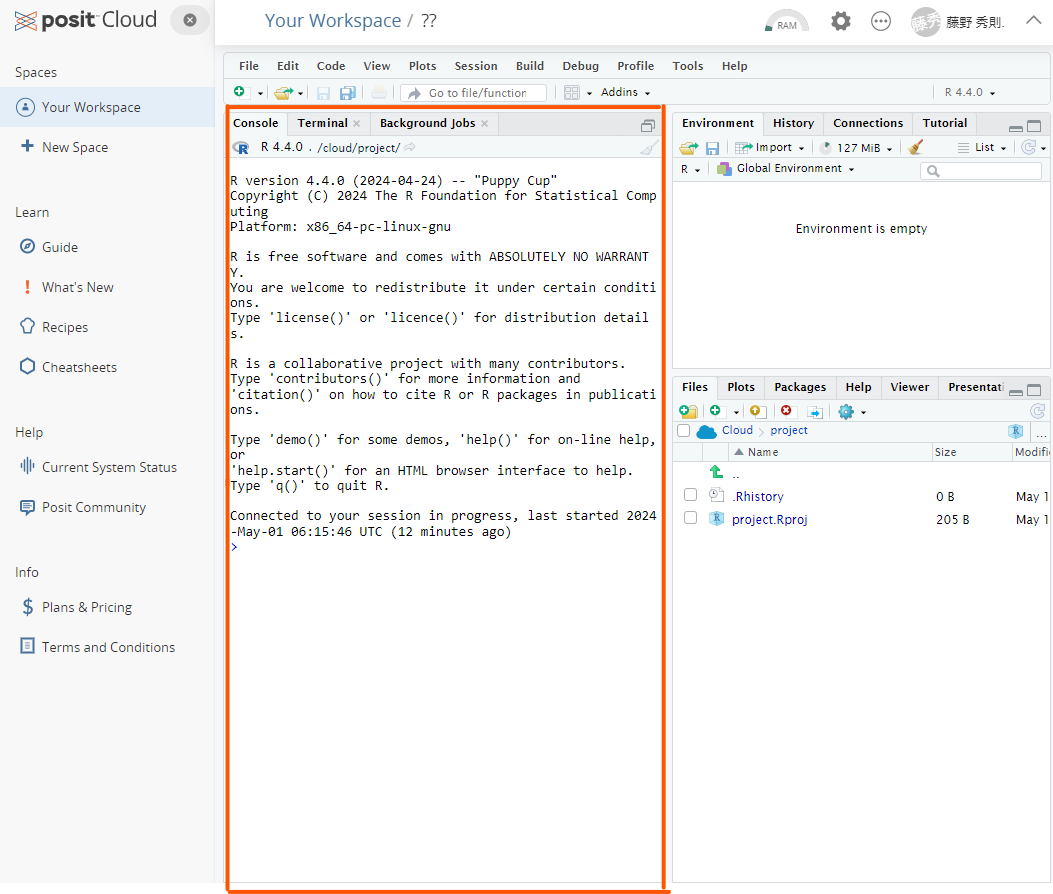 posit Cloud
Your Workspace / ??
RAM
藤秀
藤野 秀則.
Spaces
Your Workspace
New Space
Learn
Guide
What's New
Recipes
Cheatsheets
Help
Current System Status
Posit Community
Info
Plans & Pricing
Terms and Conditions
File Edit Code View Plots Session Build Debug Profile Tools Help
Go to file/function Addins R 4.4.0
Console Terminal Background Jobs
R 4.4.0 . /cloud/project/
R version 4.4.0 (2024-04-24) -- "Puppy Cup"
Copyright (C) 2024 The R Foundation for Statistical Comp
uting
Platform: x86_64-pc-linux-gnu
R is free software and comes with ABSOLUTELY NO WARRANT
Y.
You are welcome to redistribute it under certain conditi
ons.
Type 'license()' or 'licence()' for distribution detail
s.
R is a collaborative project with many contributors.
Type 'contributors()' for more information and
'citation()' on how to cite R or R packages in publicati
ons.
Type 'demo()' for some demos, 'help()' for on-line help,
or
'help.start()' for an HTML browser interface to help.
Type 'q()' to quit R.
Connected to your session in progress, last started 2024
-May-01 06:15:46 UTC (12 minutes ago)
>
Environment History Connections Tutorial
Import 127 MiB List
R Global Environment
Environment is empty
Files Plots Packages Help Viewer Presentati
Cloud project R ...
Name Size Modifi
..
.Rhistory 0 B May 1
project.Rproj 205 B May 1